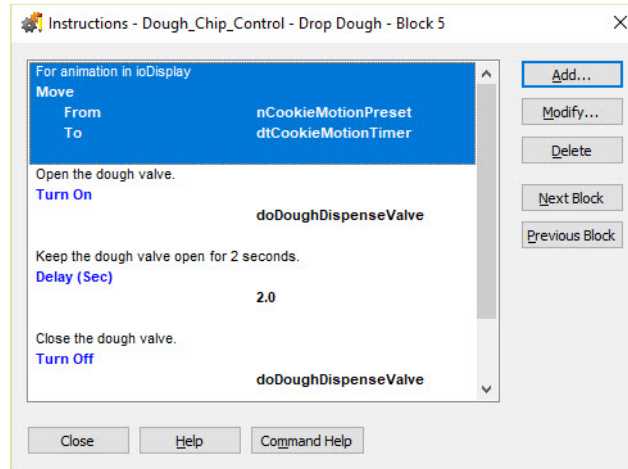 Instructions - Dough_Chip_Control - Drop Dough - Block 5
For animation in ioDisplay
Move
From nCookieMotionPreset
To dtCookieMotionTimer
Open the dough valve.
Turn On
doDoughDispenseValve
Keep the dough valve open for 2 seconds.
Delay (Sec)
2.0
Close the dough valve.
Turn Off
doDoughDispenseValve
Add...
Modify...
Delete
Next Block
Previous Block
Close
Help
Command Help